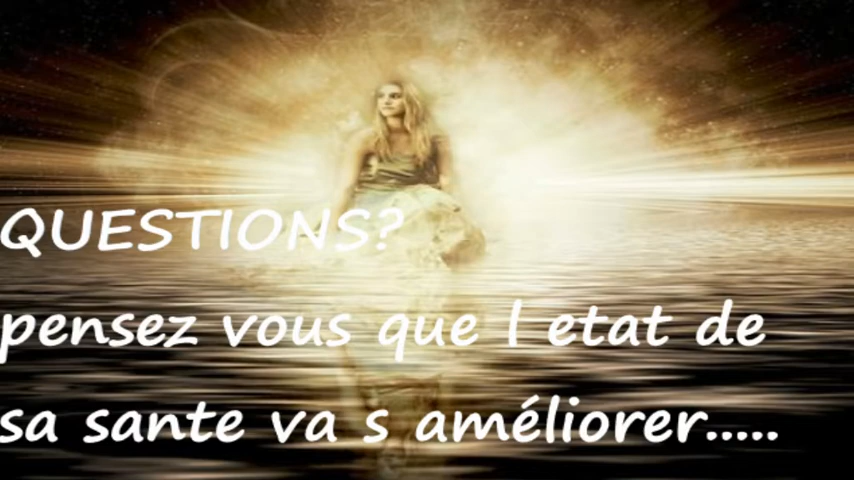 QUESTIONS?
pensez vous que l etat de
sa sante va s améliorer.....